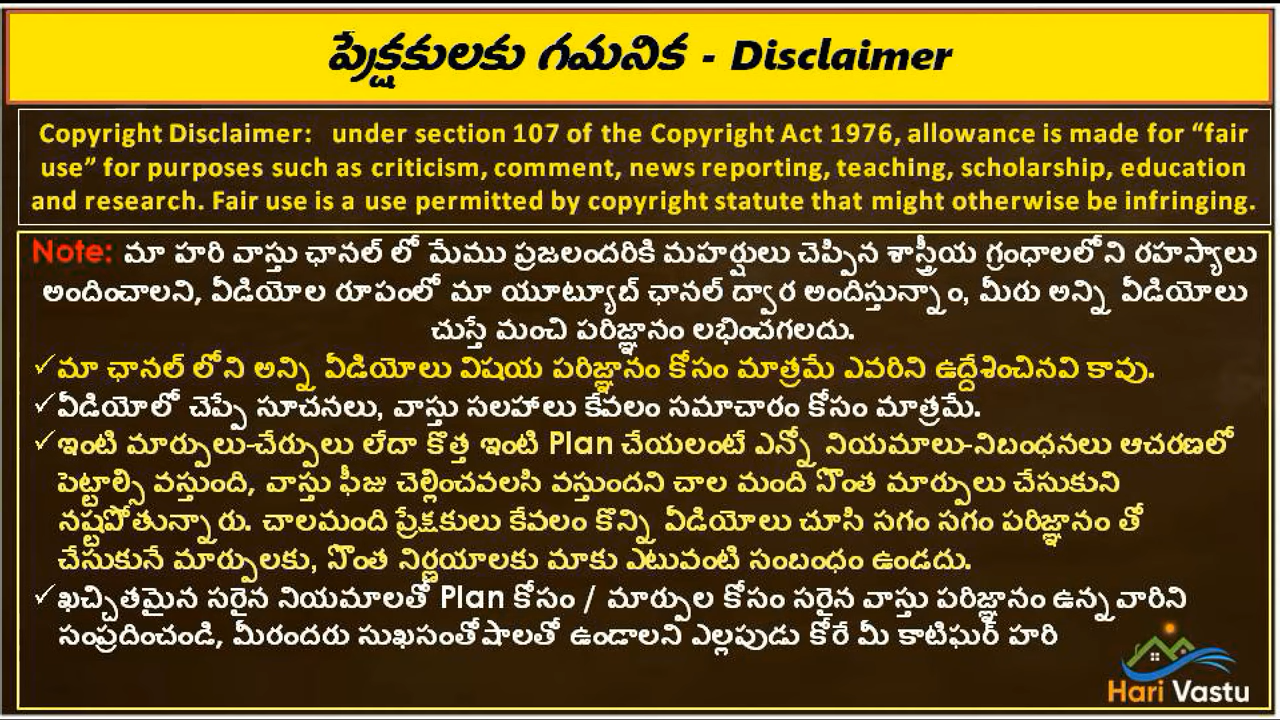 ప్రేక్షకులకు గమనిక - Disclaimer
Copyright Disclaimer: under section 107 of the Copyright Act 1976, allowance is made for “fair
use” for purposes such as criticism, comment, news reporting, teaching, scholarship, education
and research. Fair use is a use permitted by copyright statute that might otherwise be infringing.
Note: మా హరి వాస్తు ఛానల్ లో మేము ప్రజలందరికి మహర్షులు చెప్పిన శాస్త్రీయ గ్రంధాలలోని రహస్యాలు
అందించాలని, వీడియోల రూపంలో మా యూట్యూబ్ ఛానల్ ద్వార అందిస్తున్నాం, మీరు అన్ని వీడియోలు
చుస్తే మంచి పరిజ్ఞానం లభించగలదు.
✓మా ఛానల్ లోని అన్ని వీడియోలు విషయ పరిజ్ఞానం కోసం మాత్రమే ఎవరిని ఉద్దేశించినవి కావు.
✓వీడియోలో చెప్పే సూచనలు, వాస్తు సలహాలు కేవలం సమాచారం కోసం మాత్రమే.
✓ఇంటి మార్పులు-చేర్పులు లేదా కొత్త ఇంటి Plan చేయలంటే ఎన్నో నియమాలు-నిబంధనలు ఆచరణలో
పెట్టాల్సి వస్తుంది, వాస్తు ఫీజు చెల్లించవలసి వస్తుందని చాల మంది సొంత మార్పులు చేసుకుని
నష్టపోతున్నారు. చాలమంది ప్రేక్షకులు కేవలం కొన్ని వీడియోలు చూసి సగం సగం పరిజ్ఞానం తో
చేసుకునే మార్పులకు, సొంత నిర్ణయాలకు మాకు ఎటువంటి సంబంధం ఉండదు.
✓ఖచ్చితమైన సరైన నియమాలతో Plan కోసం / మార్పుల కోసం సరైన వాస్తు పరిజ్ఞానం ఉన్నవారిని
సంప్రదించండి, మీరందరు సుఖసంతోషాలతో ఉండాలని ఎల్లపుడు కోరే మీ కాటిఘర్ హరి
Hari Vastu